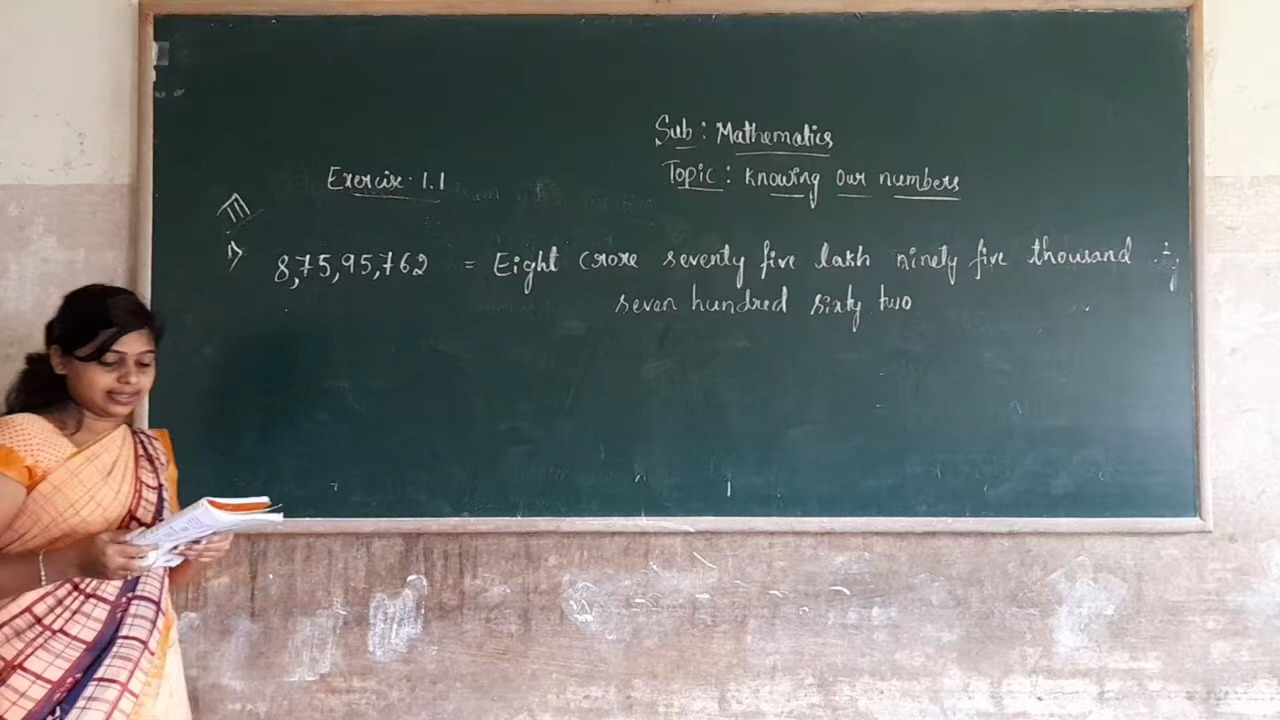 Sub : Mathematics
Topic : Knowing our numbers
Exercise 1.1
III
1) 8,75,95,762 = Eight crore seventy five lakh ninety five thousand
seven hundred sixty two